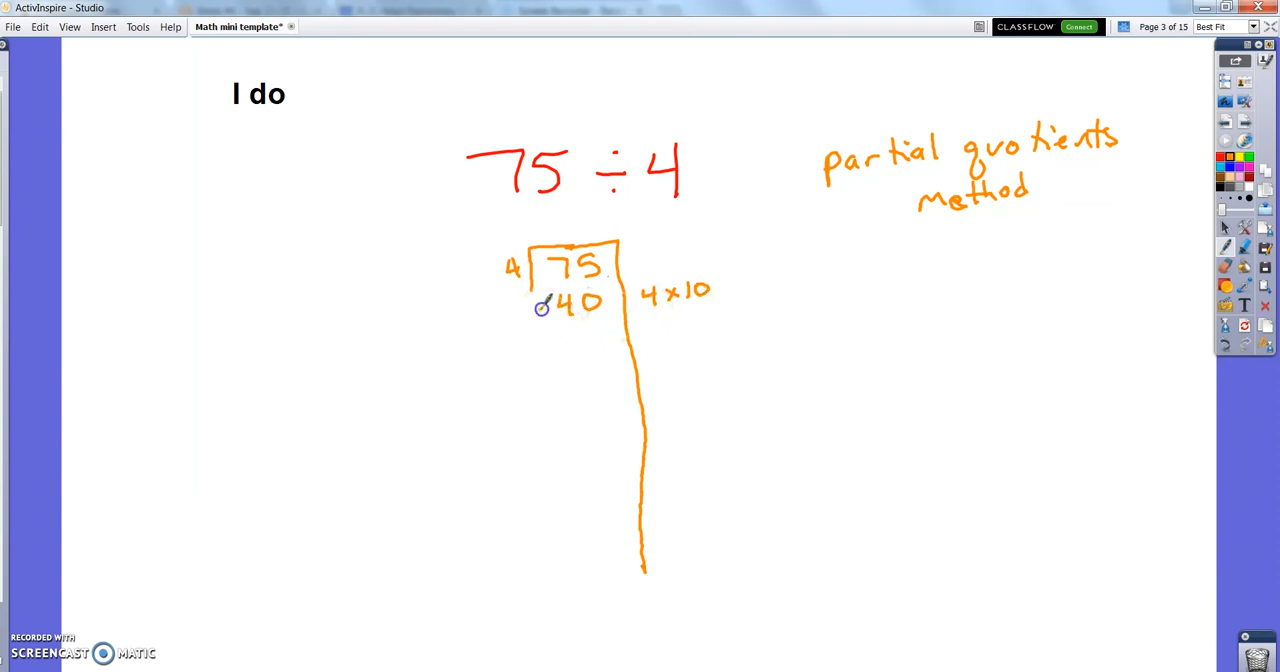 ActivInspire - Studio
File Edit View Insert Tools Help Math mini template* CLASSFLOW Connect Page 3 of 15 Best Fit
I do
75 ÷ 4
partial quotients
method
4 75
40 4 x 10
RECORDED WITH
SCREENCAST MATIC